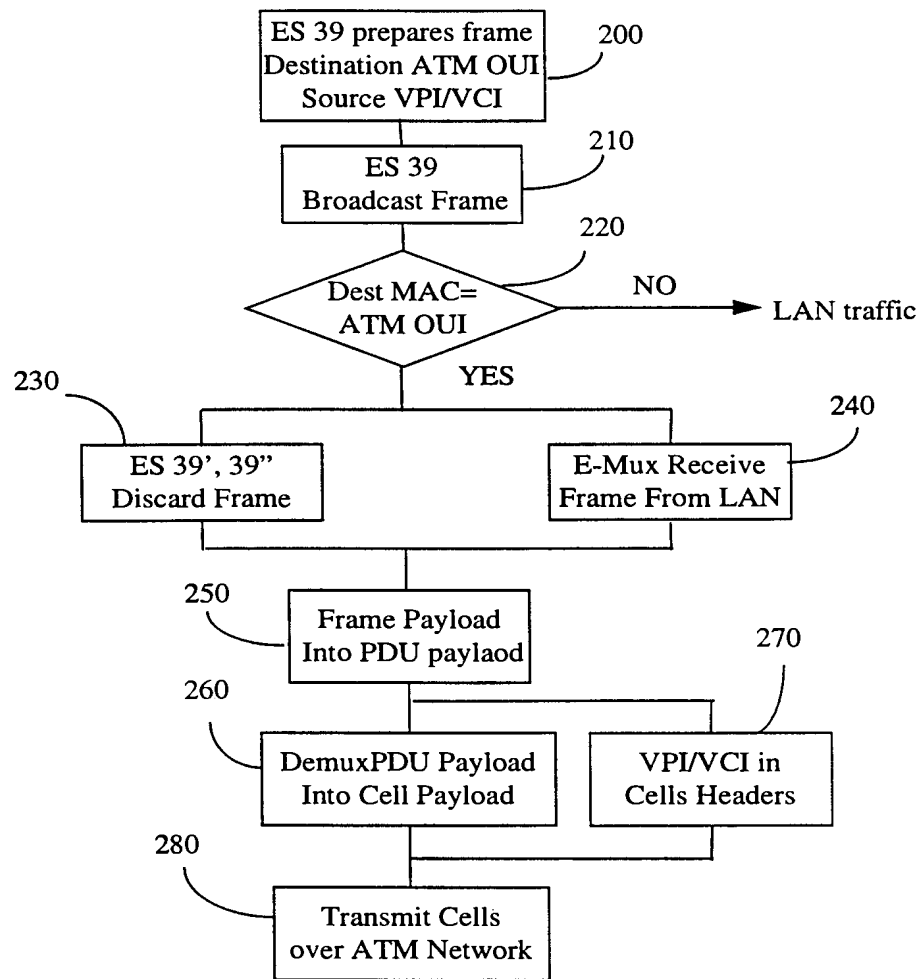 ES 39 prepares frame
Destination ATM OUI
Source VPI/VCI
200
ES 39
Broadcast Frame
210
220
Dest MAC=
ATM OUI
NO
LAN traffic
YES
230
240
ES 39’, 39”
Discard Frame
E-Mux Receive
Frame From LAN
250
Frame Payload
Into PDU paylaod
260
270
DemuxPDU Payload
Into Cell Payload
VPI/VCI in
Cells Headers
280
Transmit Cells
over ATM Network